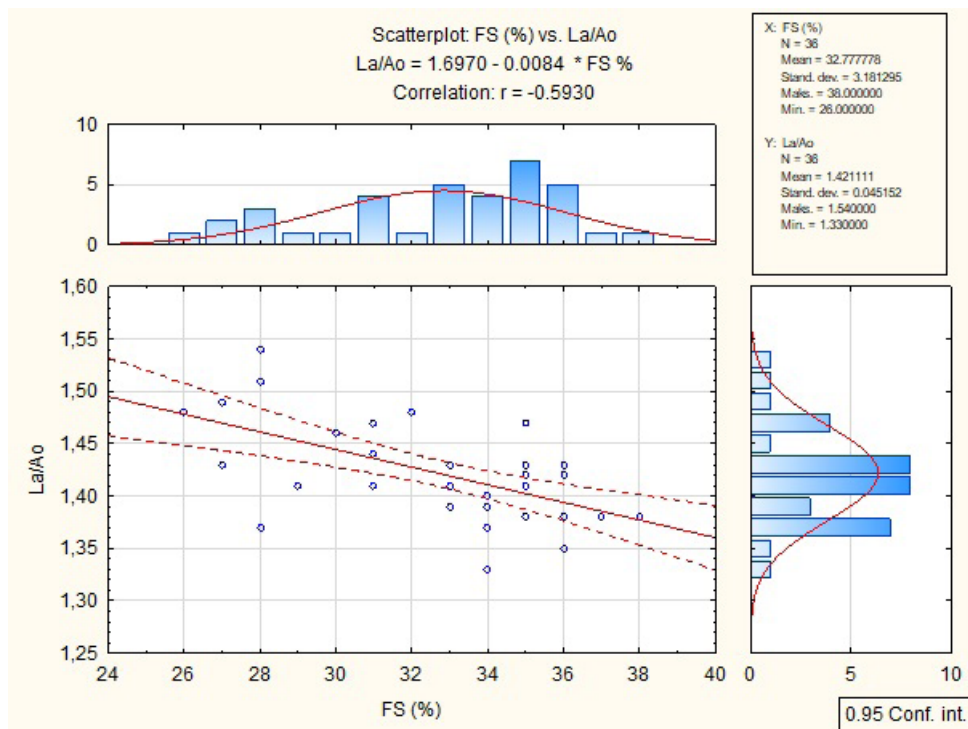 Scatterplot: FS (%) vs. La/Ao
La/Ao = 1.6970 - 0.0084 * FS %
Correlation: r = -0.5930
X: FS (%)
N = 36
Mean = 32.777778
Stand. dev. = 3.181295
Maks. = 38.000000
Min. = 26.000000
Y: La/Ao
N = 36
Mean = 1.421111
Stand. dev. = 0.045152
Maks. = 1.540000
Min. = 1.330000
10
5
0
1,60
1,55
1,50
1,45
1,40
1,35
1,30
1,25
La/Ao
24 26 28 30 32 34 36 38 40
FS (%)
0 5 10
0.95 Conf. int.